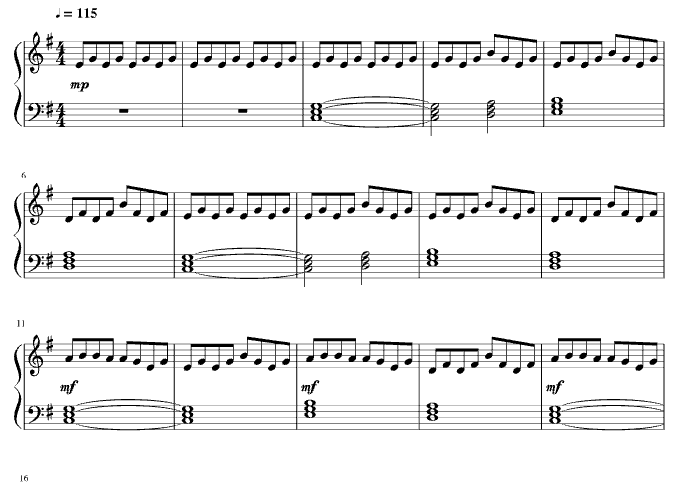 ♩ = 115
mp
6
11
mf mf mf
16